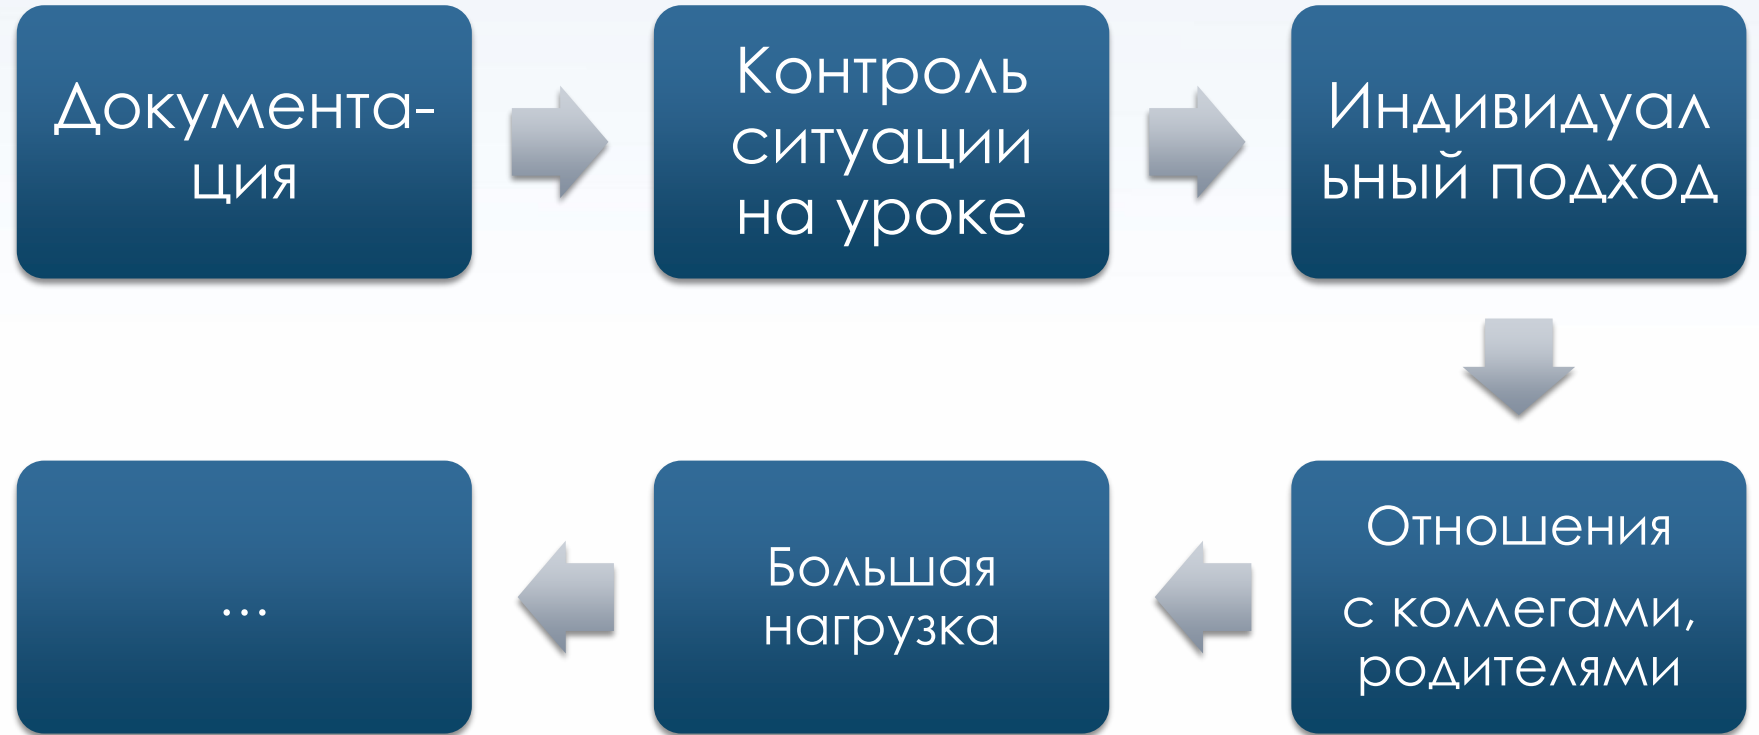 Документа-
ция
Контроль
ситуации
на уроке
Индивидуал
ьный подход
Отношения
с коллегами,
родителями
Большая
нагрузка
...